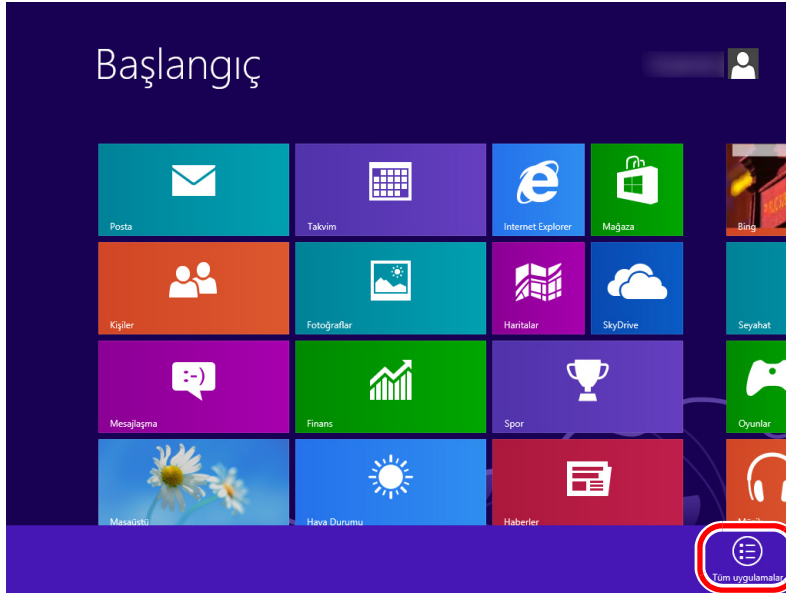 Başlangıç
Posta
Takvim
Internet Explorer
Mağaza
Bing
Kişiler
Fotoğraflar
Haritalar
SkyDrive
Seyahat
Mesajlaşma
Finans
Spor
Oyunlar
Masaüstü
Hava Durumu
Haberler
Tüm uygulamalar